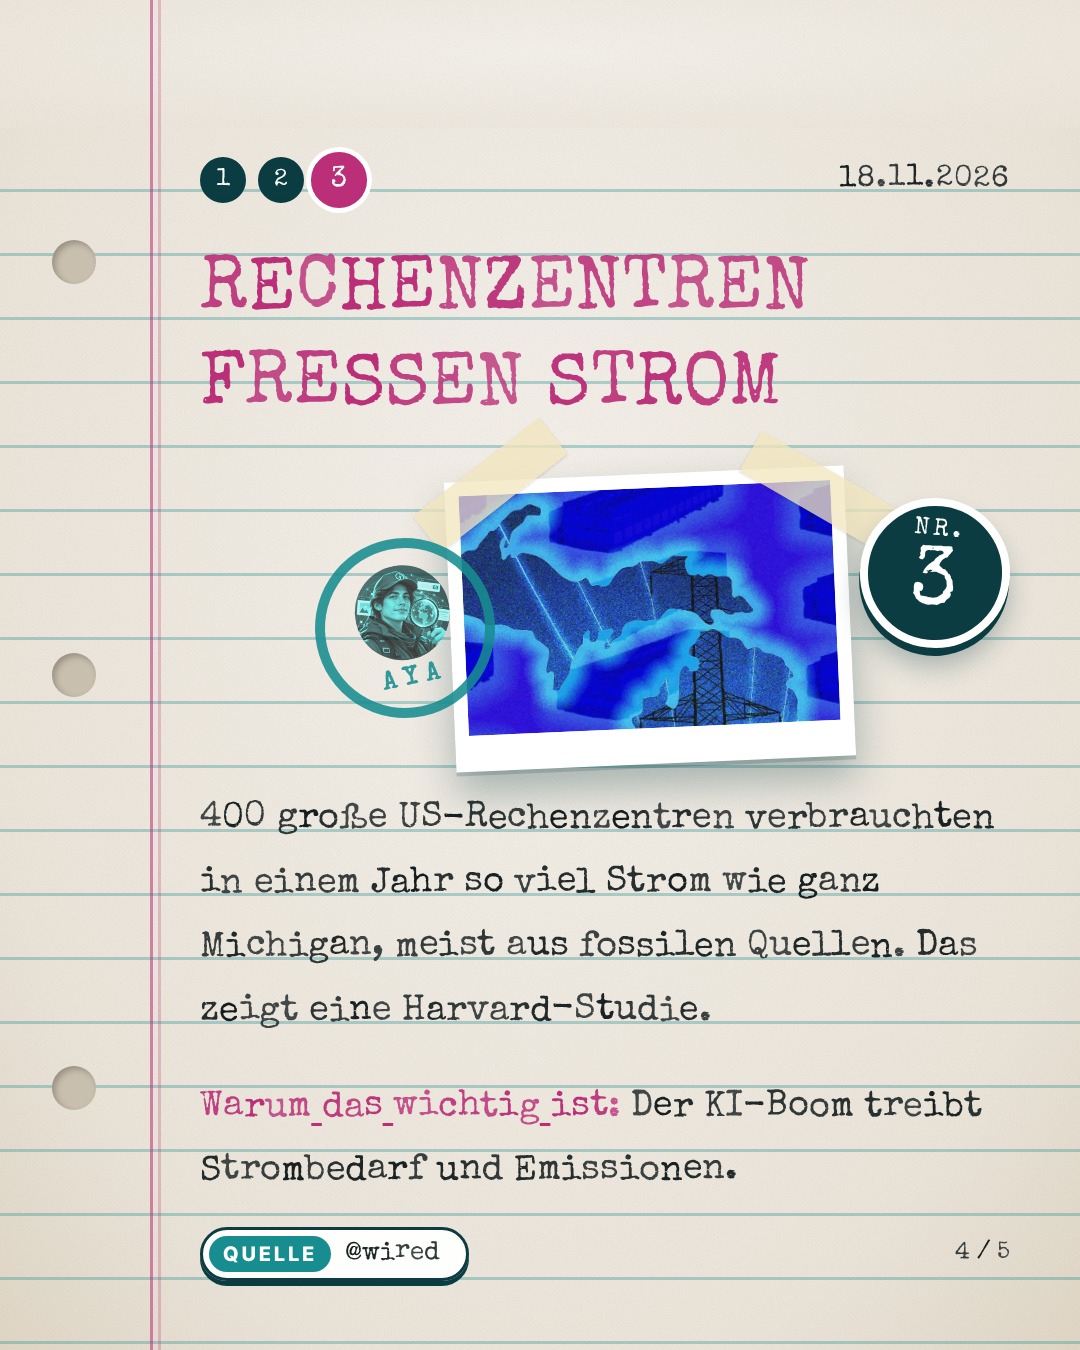 1 2 3
18.11.2026
RECHENZENTREN
FRESSEN STROM
NR.
3
AYA
400 große US-Rechenzentren verbrauchten
in einem Jahr so viel Strom wie ganz
Michigan, meist aus fossilen Quellen. Das
zeigt eine Harvard-Studie.
Warum_das_wichtig_ist: Der KI-Boom treibt
Strombedarf und Emissionen.
QUELLE @wired
4 / 5